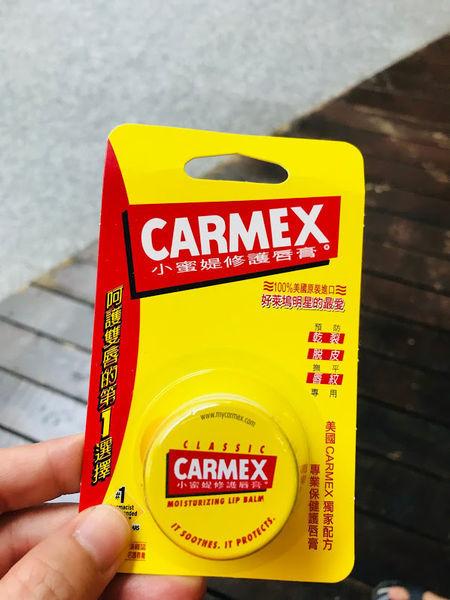 CARMEX
小蜜媞修護唇膏
100%美國原裝進口
好萊塢明星的最愛
預防
乾裂
脫皮
撫平
唇紋
專用
呵護雙唇的第1選擇
美國CARMEX獨家配方
專業保健護唇膏
www.mycarmex.com
CLASSIC
CARMEX
小蜜媞修護唇膏
MOISTURIZING LIP BALM
IT SOOTHES. IT PROTECTS.
#1